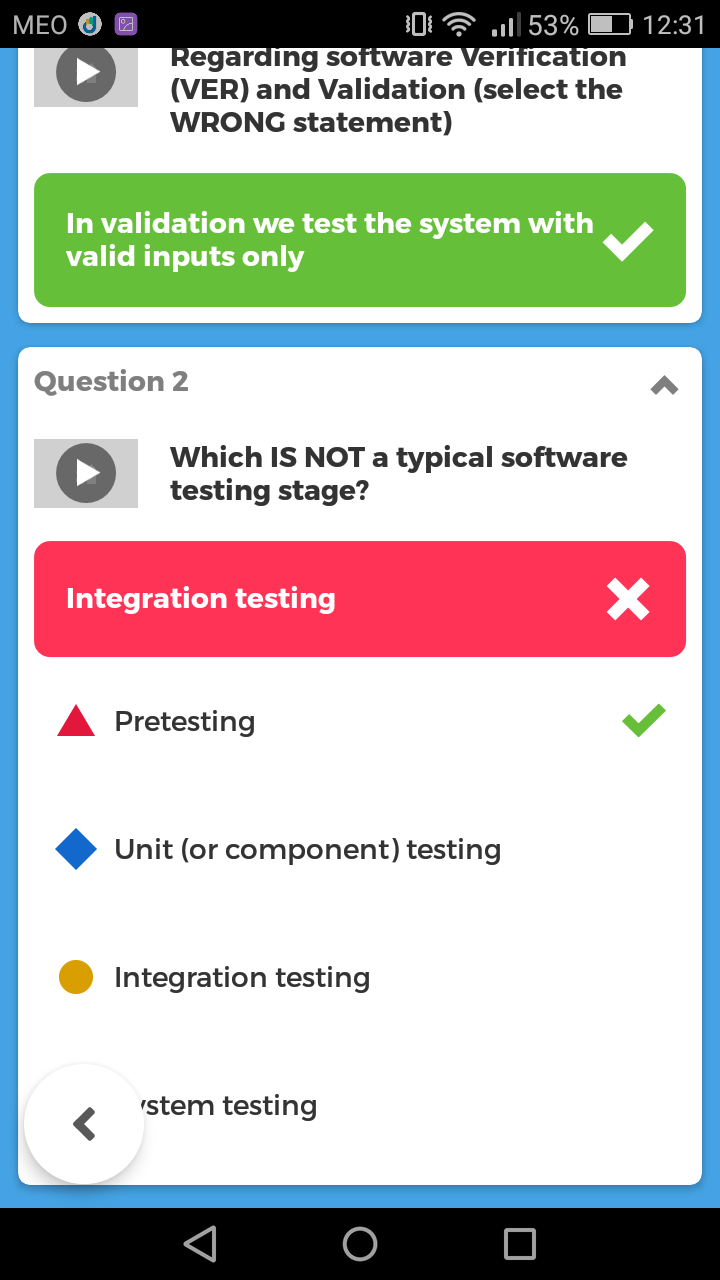 MEO 53% 12:31
Regarding software Verification
(VER) and Validation (select the
WRONG statement)
In validation we test the system with
valid inputs only
Question 2
Which IS NOT a typical software
testing stage?
Integration testing
Pretesting
Unit (or component) testing
Integration testing
ystem testing